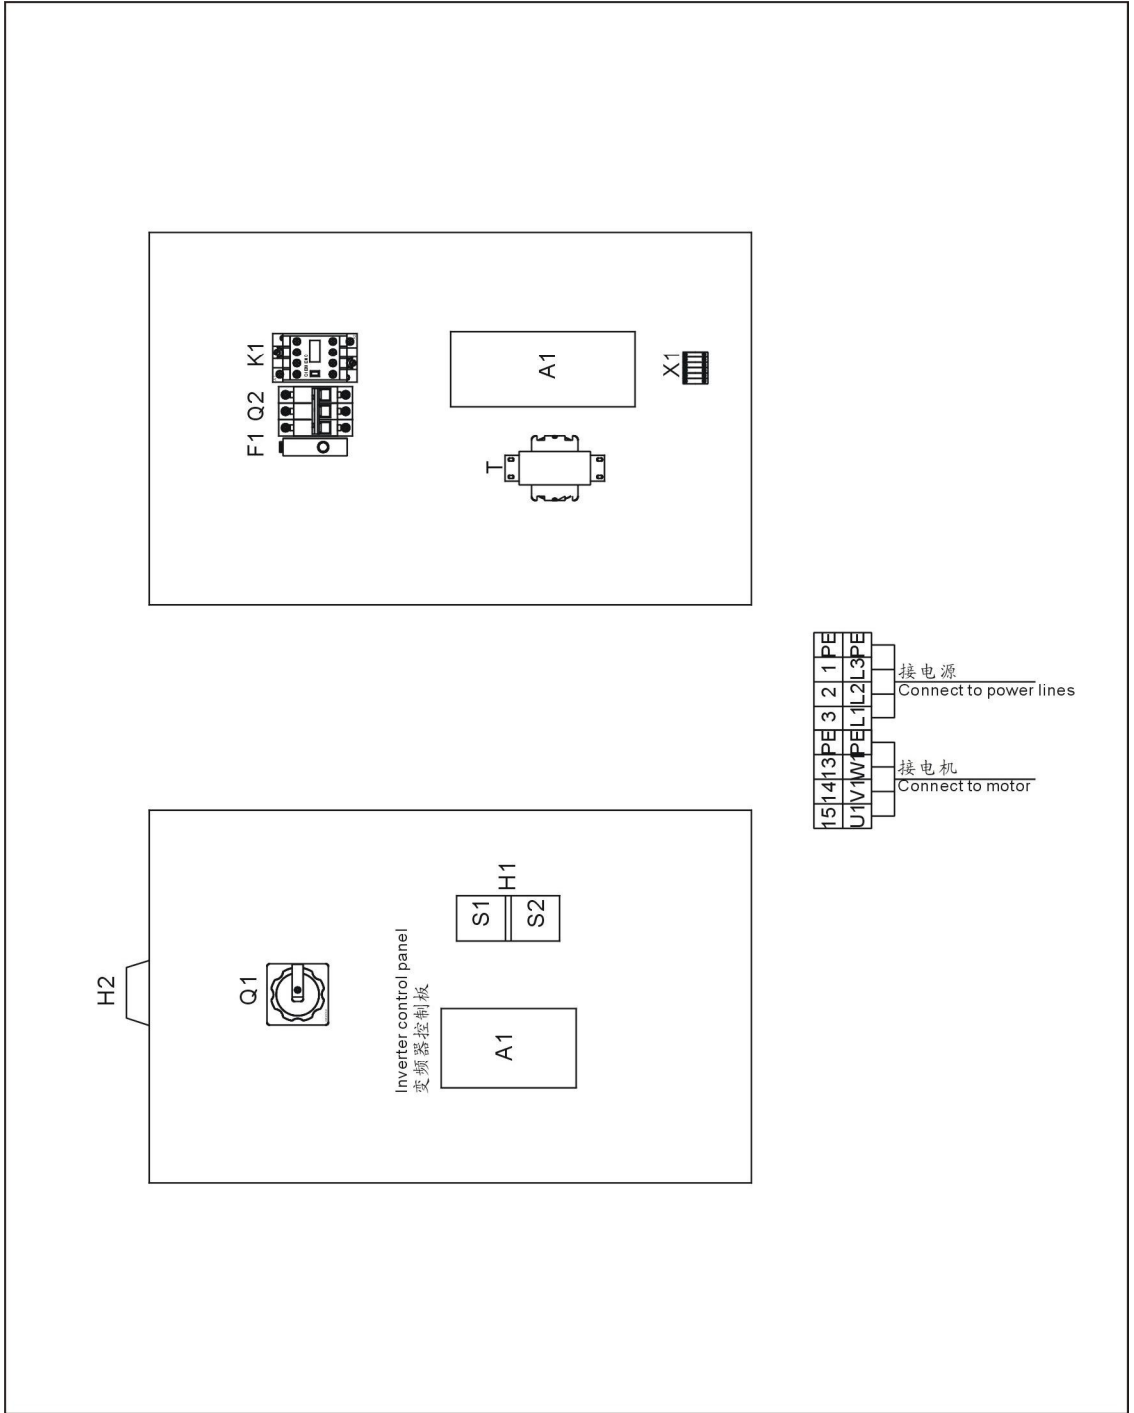 K1
Q2
F1
A1
X1
T
PE
PE
1
L3
2
L2
3
L1
PE
PE
13
W1
14
V1
15
U1
接电源
Connect to power lines
接电机
Connect to motor
H2
Q1
Inverter control panel
变频器控制板
A1
S1
H1
S2